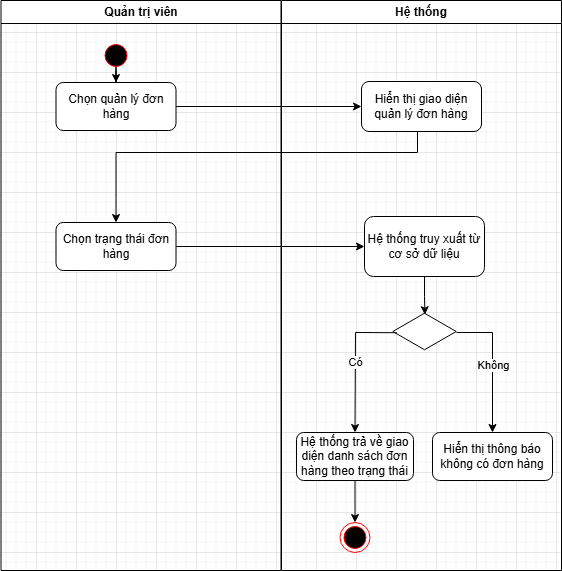 Quản trị viên
Hệ thống
Chọn quản lý đơn
hàng
Hiển thị giao diện
quản lý đơn hàng
Chọn trạng thái đơn
hàng
Hệ thống truy xuất từ
cơ sở dữ liệu
Có
Không
Hệ thống trả về giao
diện danh sách đơn
hàng theo trạng thái
Hiển thị thông báo
không có đơn hàng